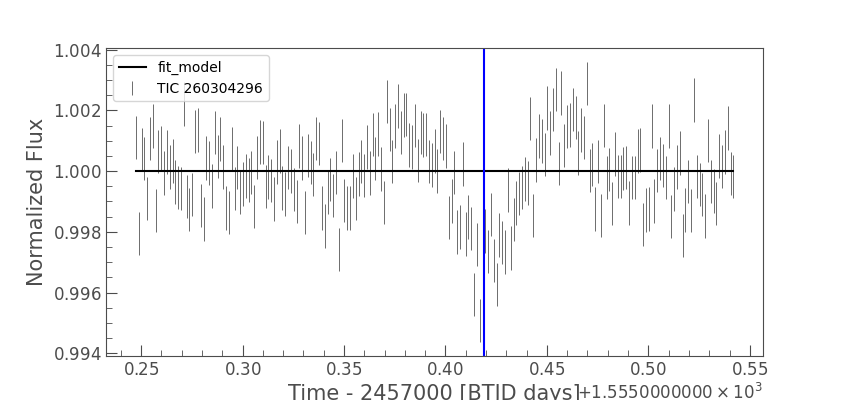 1.004
1.002
1.000
0.998
0.996
0.994
Normalized Flux
fit_model
TIC 260304296
0.25 0.30 0.35 0.40 0.45 0.50 0.55
Time - 2457000 [BTJD days]
+1.5550000000 × 10³